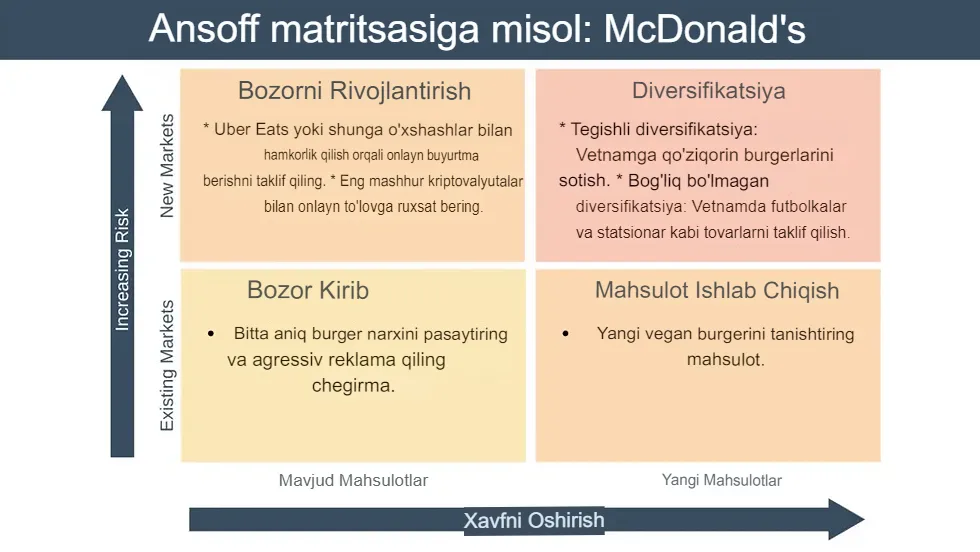 Ansoff matritsasiga misol: McDonald's
Increasing Risk
New Markets
Bozorni Rivojlantirish
* Uber Eats yoki shunga o'xshashlar bilan
hamkorlik qilish orqali onlayn buyurtma
berishni taklif qiling. * Eng mashhur kriptovalyutalar
bilan onlayn to'lovga ruxsat bering.
Diversifikatsiya
* Tegishli diversifikatsiya:
Vetnamga qo'ziqorin burgerlarini
sotish. * Bog'liq bo'lmagan
diversifikatsiya: Vetnamda futbolkalar
va statsionar kabi tovarlarni taklif qilish.
Existing Markets
Bozor Kirib
• Bitta aniq burger narxini pasaytiring
va agressiv reklama qiling
chegirma.
Mahsulot Ishlab Chiqish
• Yangi vegan burgerini tanishtiring
mahsulot.
Mavjud Mahsulotlar
Yangi Mahsulotlar
Xavfni Oshirish